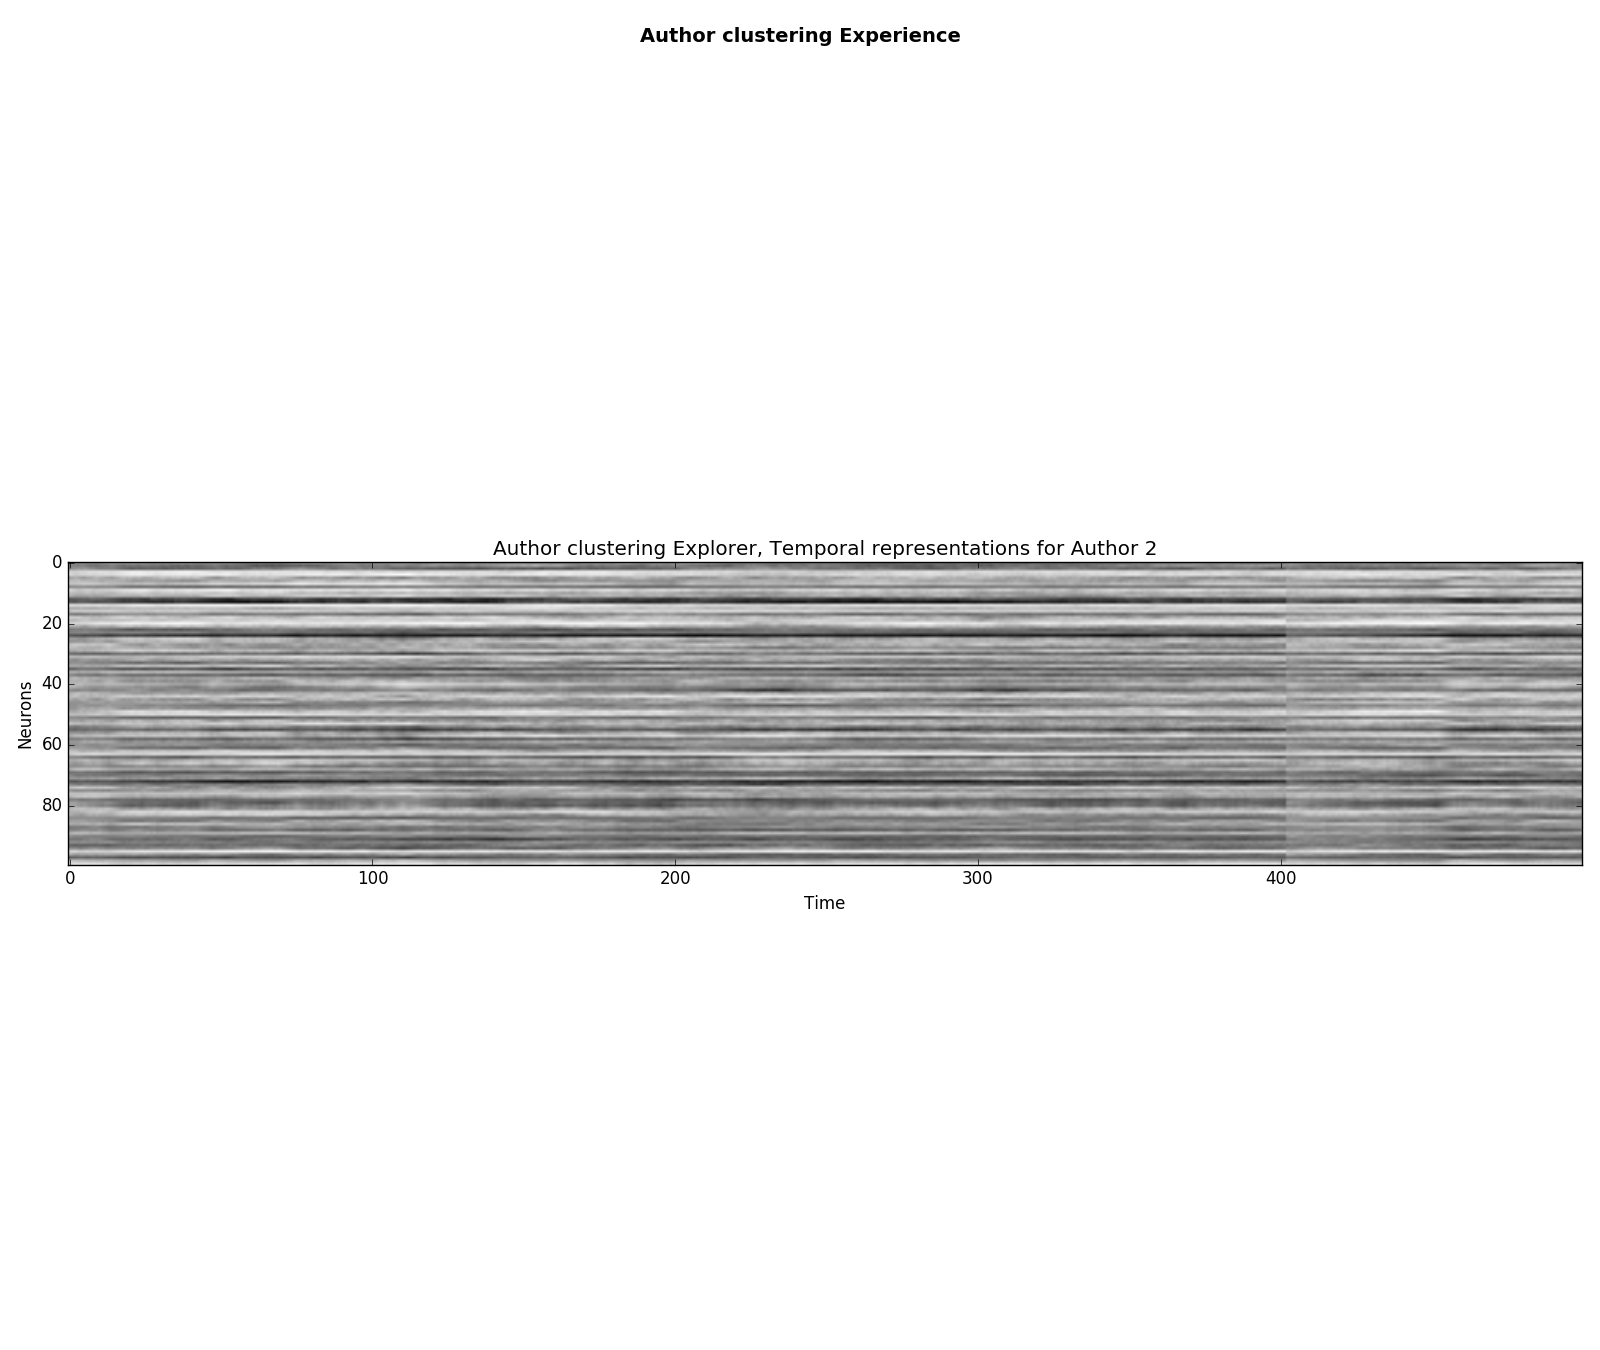 Author clustering Experience
Author clustering Explorer, Temporal representations for Author 2
0
20
40
60
80
Neurons
0 100 200 300 400
Time